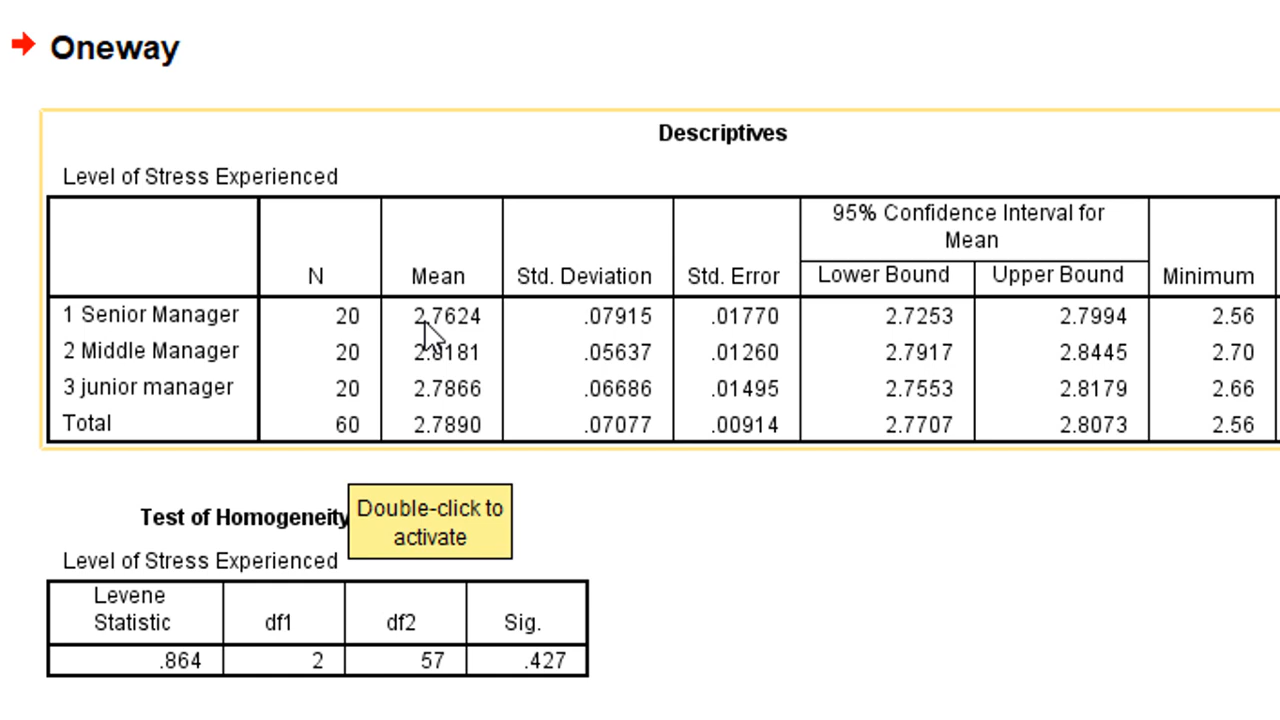 Oneway
Descriptives
Level of Stress Experienced
95% Confidence Interval for
Mean
N Mean Std. Deviation Std. Error Lower Bound Upper Bound Minimum
1 Senior Manager 20 2.7624 .07915 .01770 2.7253 2.7994 2.56
2 Middle Manager 20 2.8181 .05637 .01260 2.7917 2.8445 2.70
3 junior manager 20 2.7866 .06686 .01495 2.7553 2.8179 2.66
Total 60 2.7890 .07077 .00914 2.7707 2.8073 2.56
Test of Homogeneity
Double-click to
activate
Level of Stress Experienced
Levene
Statistic df1 df2 Sig.
.864 2 57 .427